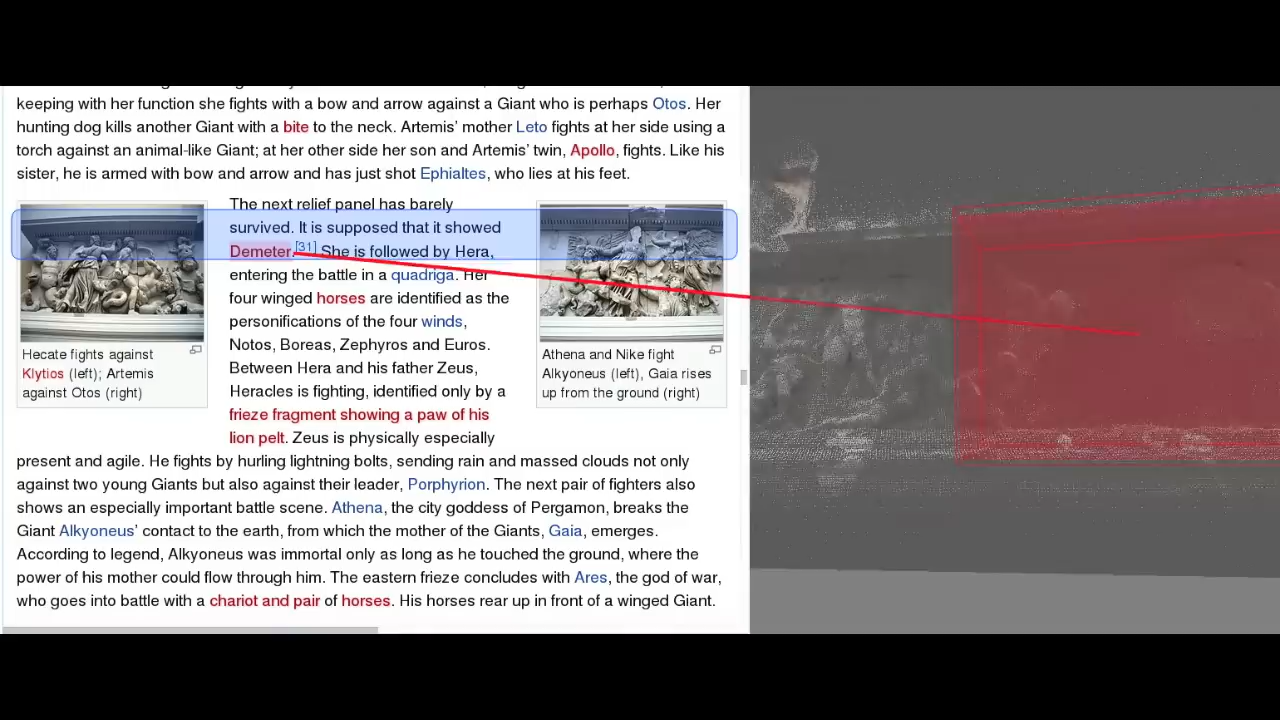 keeping with her function she fights with a bow and arrow against a Giant who is perhaps Otos. Her
hunting dog kills another Giant with a bite to the neck. Artemis' mother Leto fights at her side using a
torch against an animal-like Giant; at her other side her son and Artemis' twin, Apollo, fights. Like his
sister, he is armed with bow and arrow and has just shot Ephialtes, who lies at his feet.
The next relief panel has barely
survived. It is supposed that it showed
Demeter.[31] She is followed by Hera,
entering the battle in a quadriga. Her
four winged horses are identified as the
personifications of the four winds,
Notos, Boreas, Zephyros and Euros.
Between Hera and his father Zeus,
Heracles is fighting, identified only by a
frieze fragment showing a paw of his
lion pelt. Zeus is physically especially
Hecate fights against
Klytios (left); Artemis
against Otos (right)
Athena and Nike fight
Alkyoneus (left), Gaia rises
up from the ground (right)
present and agile. He fights by hurling lightning bolts, sending rain and massed clouds not only
against two young Giants but also against their leader, Porphyrion. The next pair of fighters also
shows an especially important battle scene. Athena, the city goddess of Pergamon, breaks the
Giant Alkyoneus' contact to the earth, from which the mother of the Giants, Gaia, emerges.
According to legend, Alkyoneus was immortal only as long as he touched the ground, where the
power of his mother could flow through him. The eastern frieze concludes with Ares, the god of war,
who goes into battle with a chariot and pair of horses. His horses rear up in front of a winged Giant.